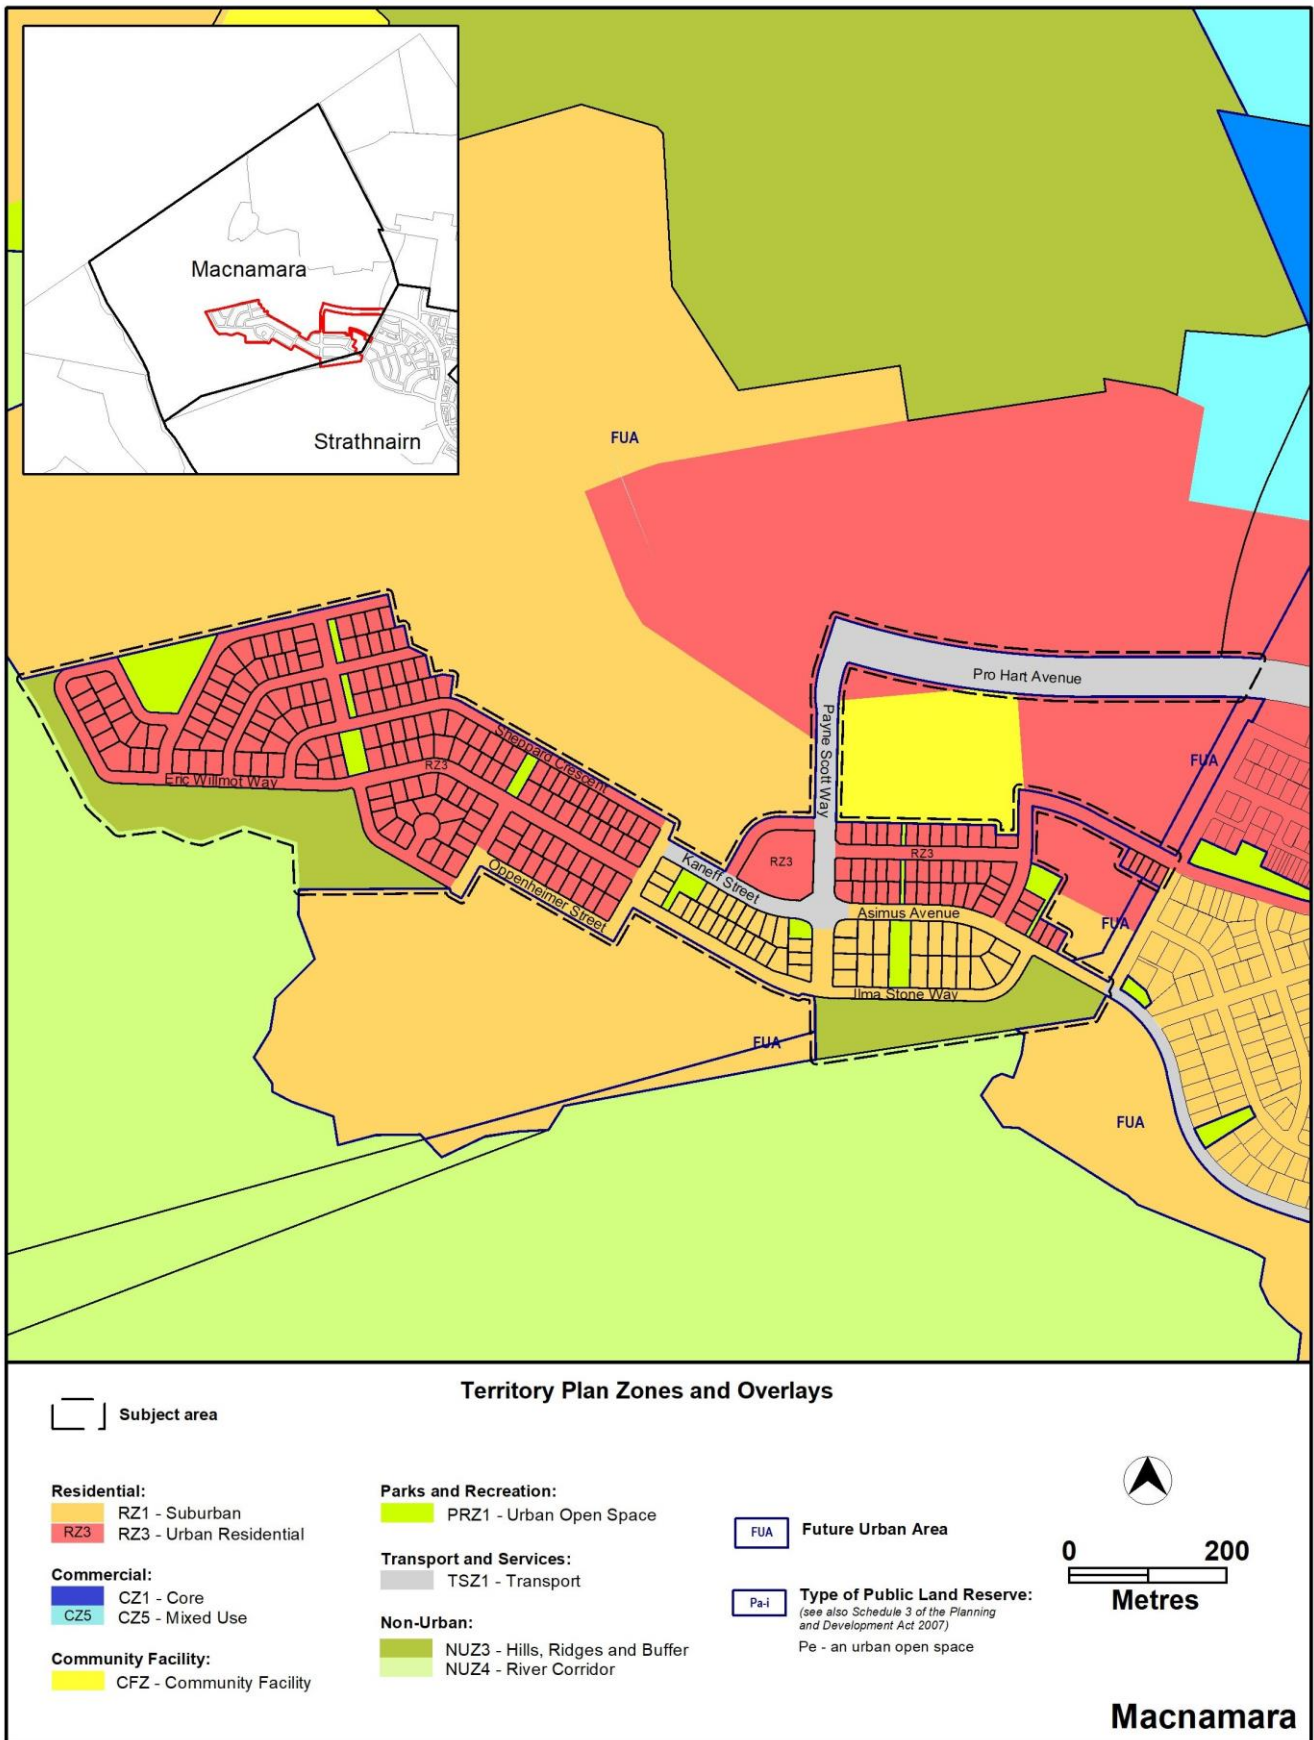 Macnamara
Strathnairn
FUA
Pro Hart Avenue
Payne Scott Way
FUA
Sheppard Crescent
RZ3
Eric Willmot Way
Kaneff Street
RZ3
RZ3
Oppenheimer Street
Asimus Avenue
FUA
Ilma Stone Way
FUA
FUA
Territory Plan Zones and Overlays
Subject area
Residential:
RZ1 - Suburban
RZ3 RZ3 - Urban Residential
Commercial:
CZ1 - Core
CZ5 CZ5 - Mixed Use
Community Facility:
CFZ - Community Facility
Parks and Recreation:
PRZ1 - Urban Open Space
Transport and Services:
TSZ1 - Transport
Non-Urban:
NUZ3 - Hills, Ridges and Buffer
NUZ4 - River Corridor
FUA Future Urban Area
Pa-i Type of Public Land Reserve:
(see also Schedule 3 of the Planning
and Development Act 2007)
Pe - an urban open space
0 200
Metres
Macnamara